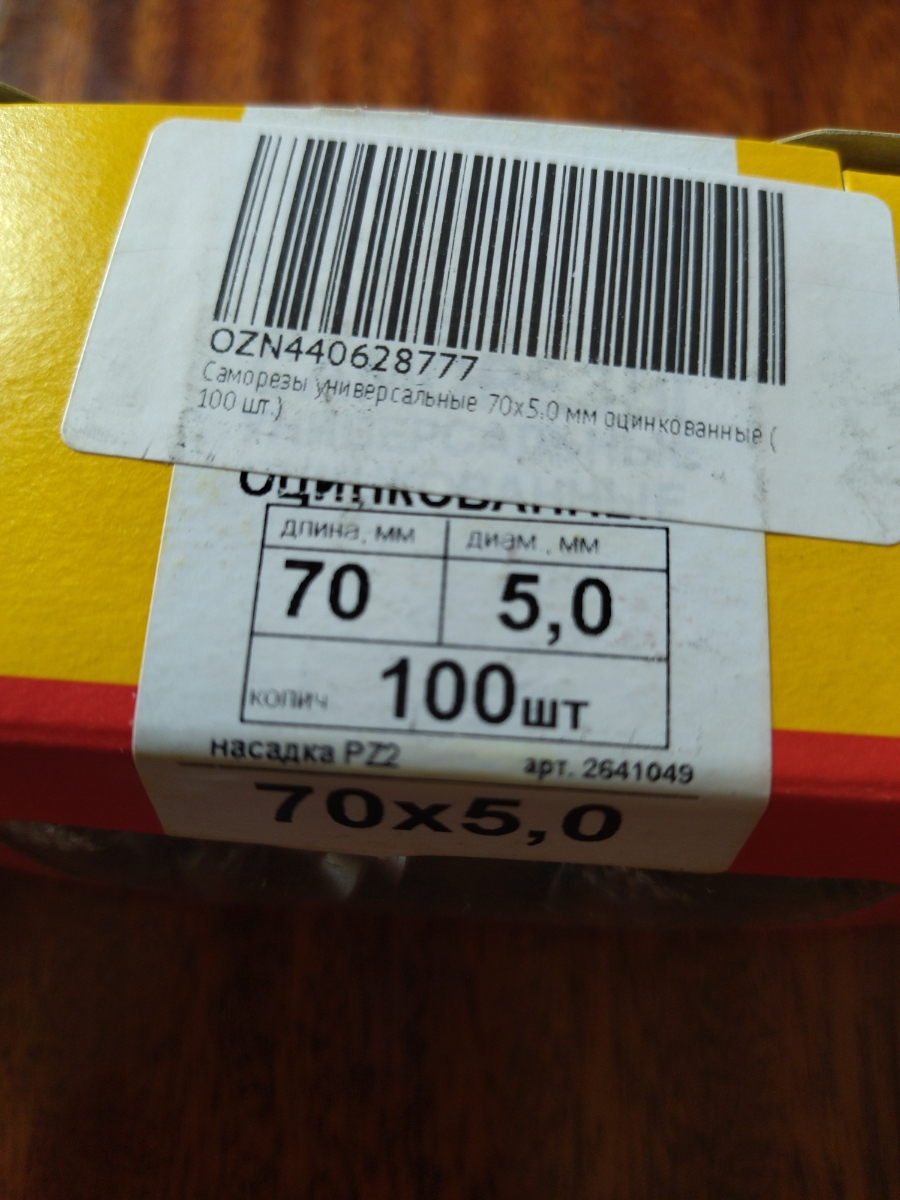 OZN440628777
Саморезы универсальные 70x5.0 мм оцинкованные (
100 шт.)
длина, мм
диам., мм
70
5,0
колич
100шт
насадка PZ2
арт. 2641049
70x5,0